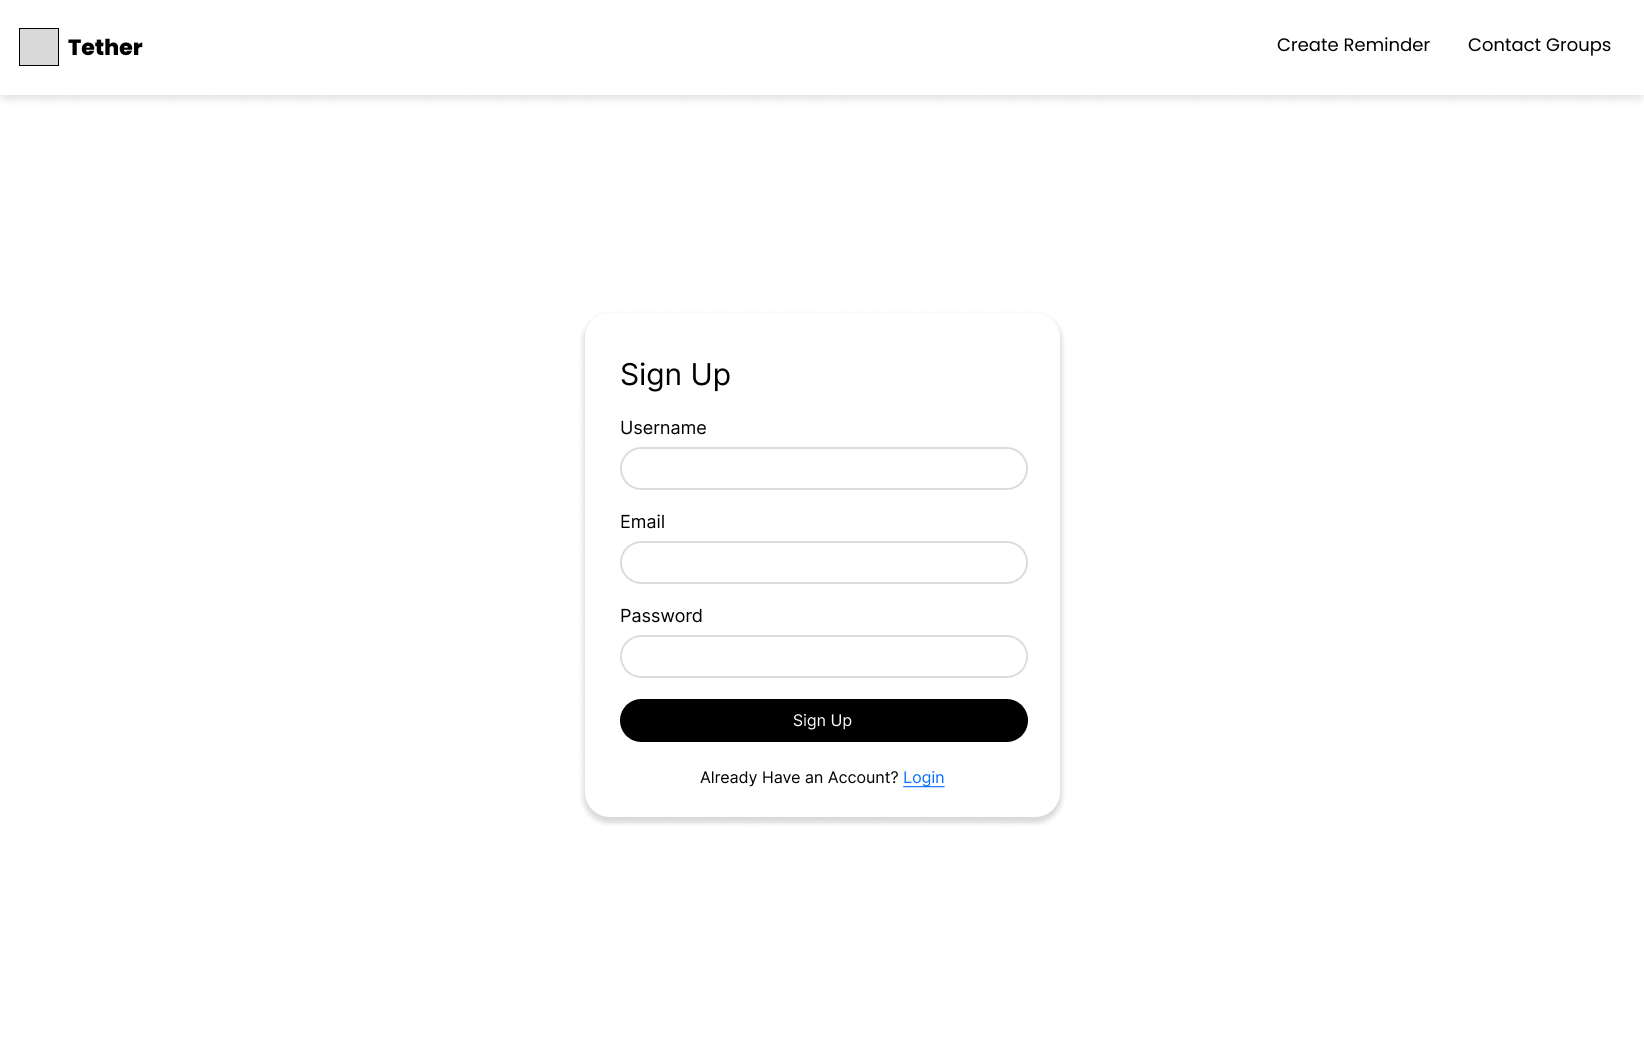 Tether
Create Reminder
Contact Groups
Sign Up
Username
Email
Password
Sign Up
Already Have an Account? Login